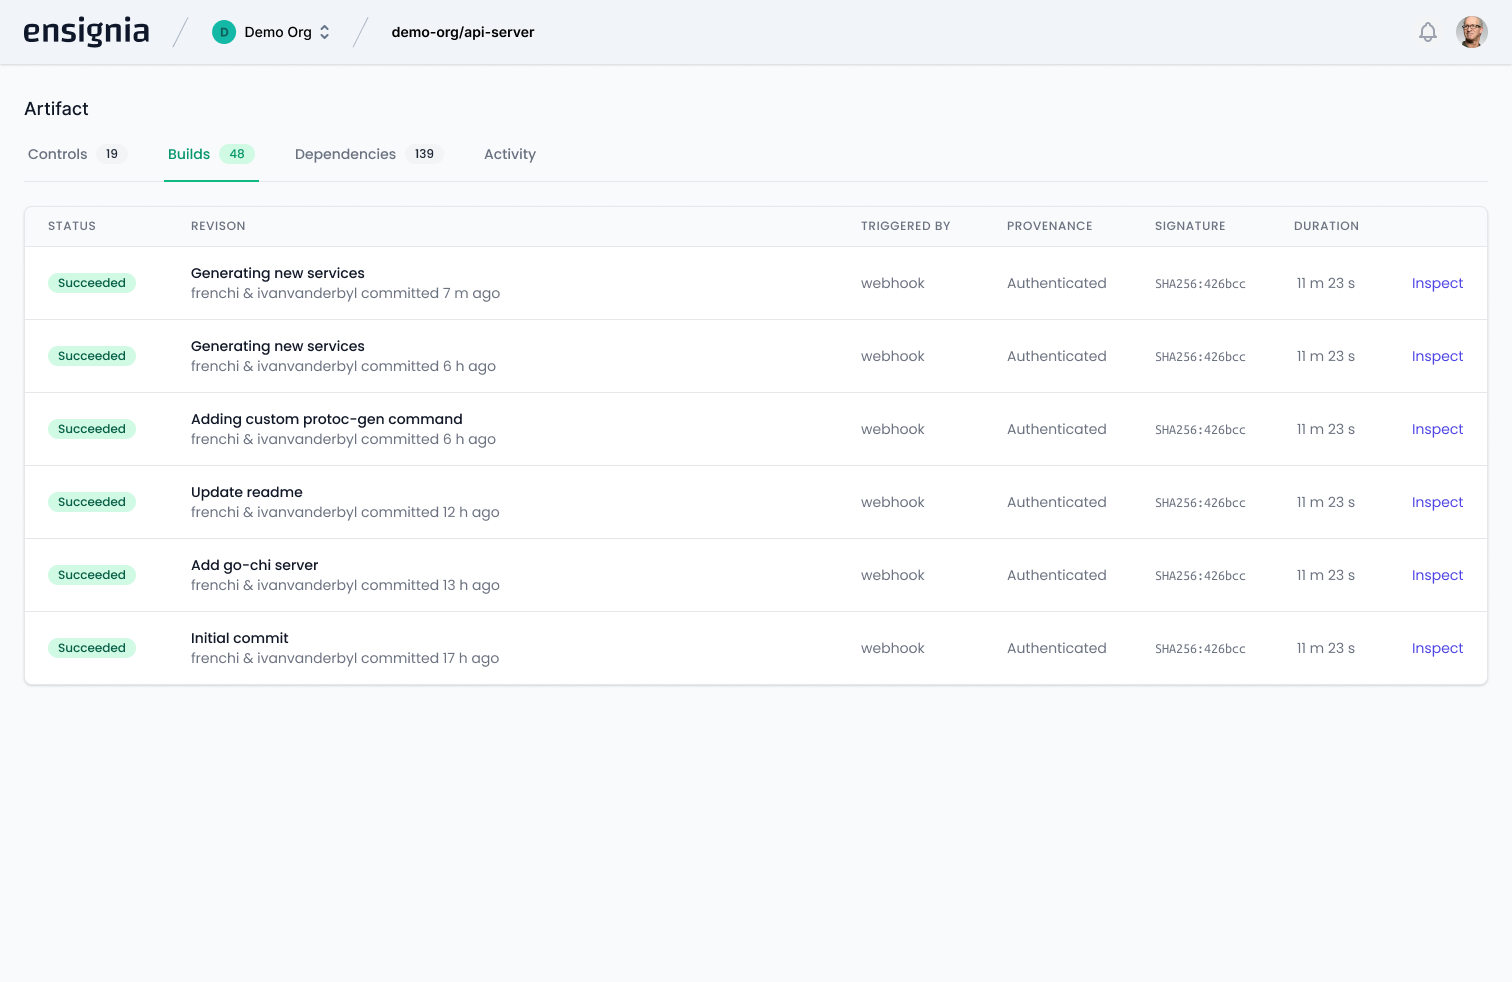 ensignia
D Demo Org
demo-org/api-server
Artifact
Controls 19 Builds 48 Dependencies 139 Activity
STATUS REVISON TRIGGERED BY PROVENANCE SIGNATURE DURATION
Succeeded
Generating new services
frenchi & ivanvanderbyl committed 7 m ago
webhook Authenticated SHA256:426bcc 11 m 23 s Inspect
Succeeded
Generating new services
frenchi & ivanvanderbyl committed 6 h ago
webhook Authenticated SHA256:426bcc 11 m 23 s Inspect
Succeeded
Adding custom protoc-gen command
frenchi & ivanvanderbyl committed 6 h ago
webhook Authenticated SHA256:426bcc 11 m 23 s Inspect
Succeeded
Update readme
frenchi & ivanvanderbyl committed 12 h ago
webhook Authenticated SHA256:426bcc 11 m 23 s Inspect
Succeeded
Add go-chi server
frenchi & ivanvanderbyl committed 13 h ago
webhook Authenticated SHA256:426bcc 11 m 23 s Inspect
Succeeded
Initial commit
frenchi & ivanvanderbyl committed 17 h ago
webhook Authenticated SHA256:426bcc 11 m 23 s Inspect